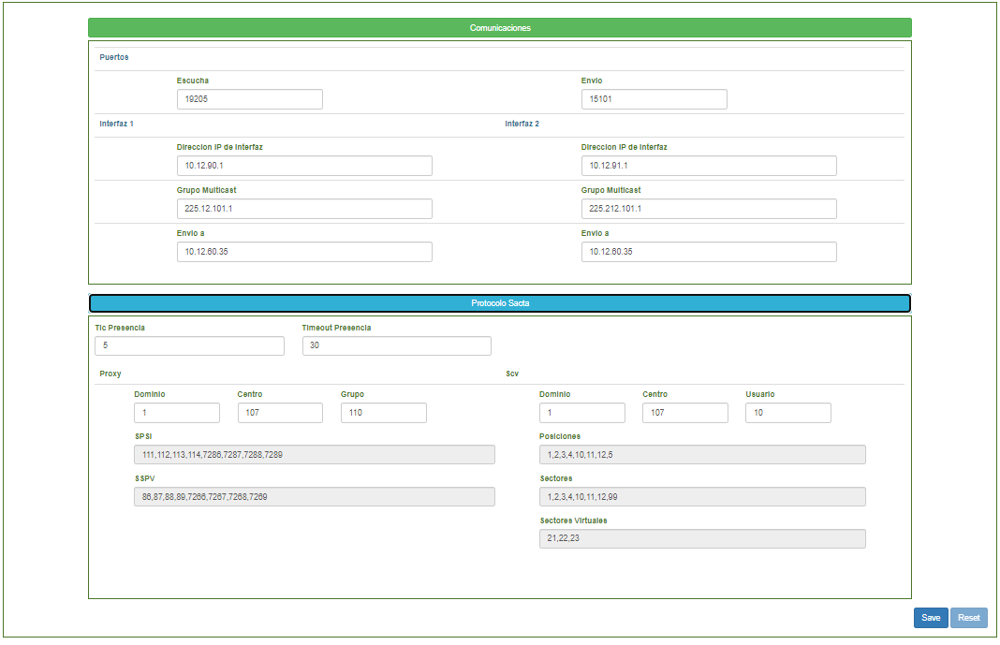 Comunicaciones
Puertos
Escucha Envio
19205 15101
Interfaz 1 Interfaz 2
Direccion IP de Interfaz Direccion IP de Interfaz
10.12.90.1 10.12.91.1
Grupo Multicast Grupo Multicast
225.12.101.1 225.212.101.1
Envio a Envio a
10.12.60.35 10.12.60.35
Protocolo Sacta
Tic Presencia Timeout Presencia
5 30
Proxy Scv
Dominio Centro Grupo Dominio Centro Usuario
1 107 110 1 107 10
SPSI Posiciones
111,112,113,114,7286,7287,7288,7289 1,2,3,4,10,11,12,5
SSPV Sectores
86,87,88,89,7266,7267,7268,7269 1,2,3,4,10,11,12,99
Sectores Virtuales
21,22,23
Save Reset